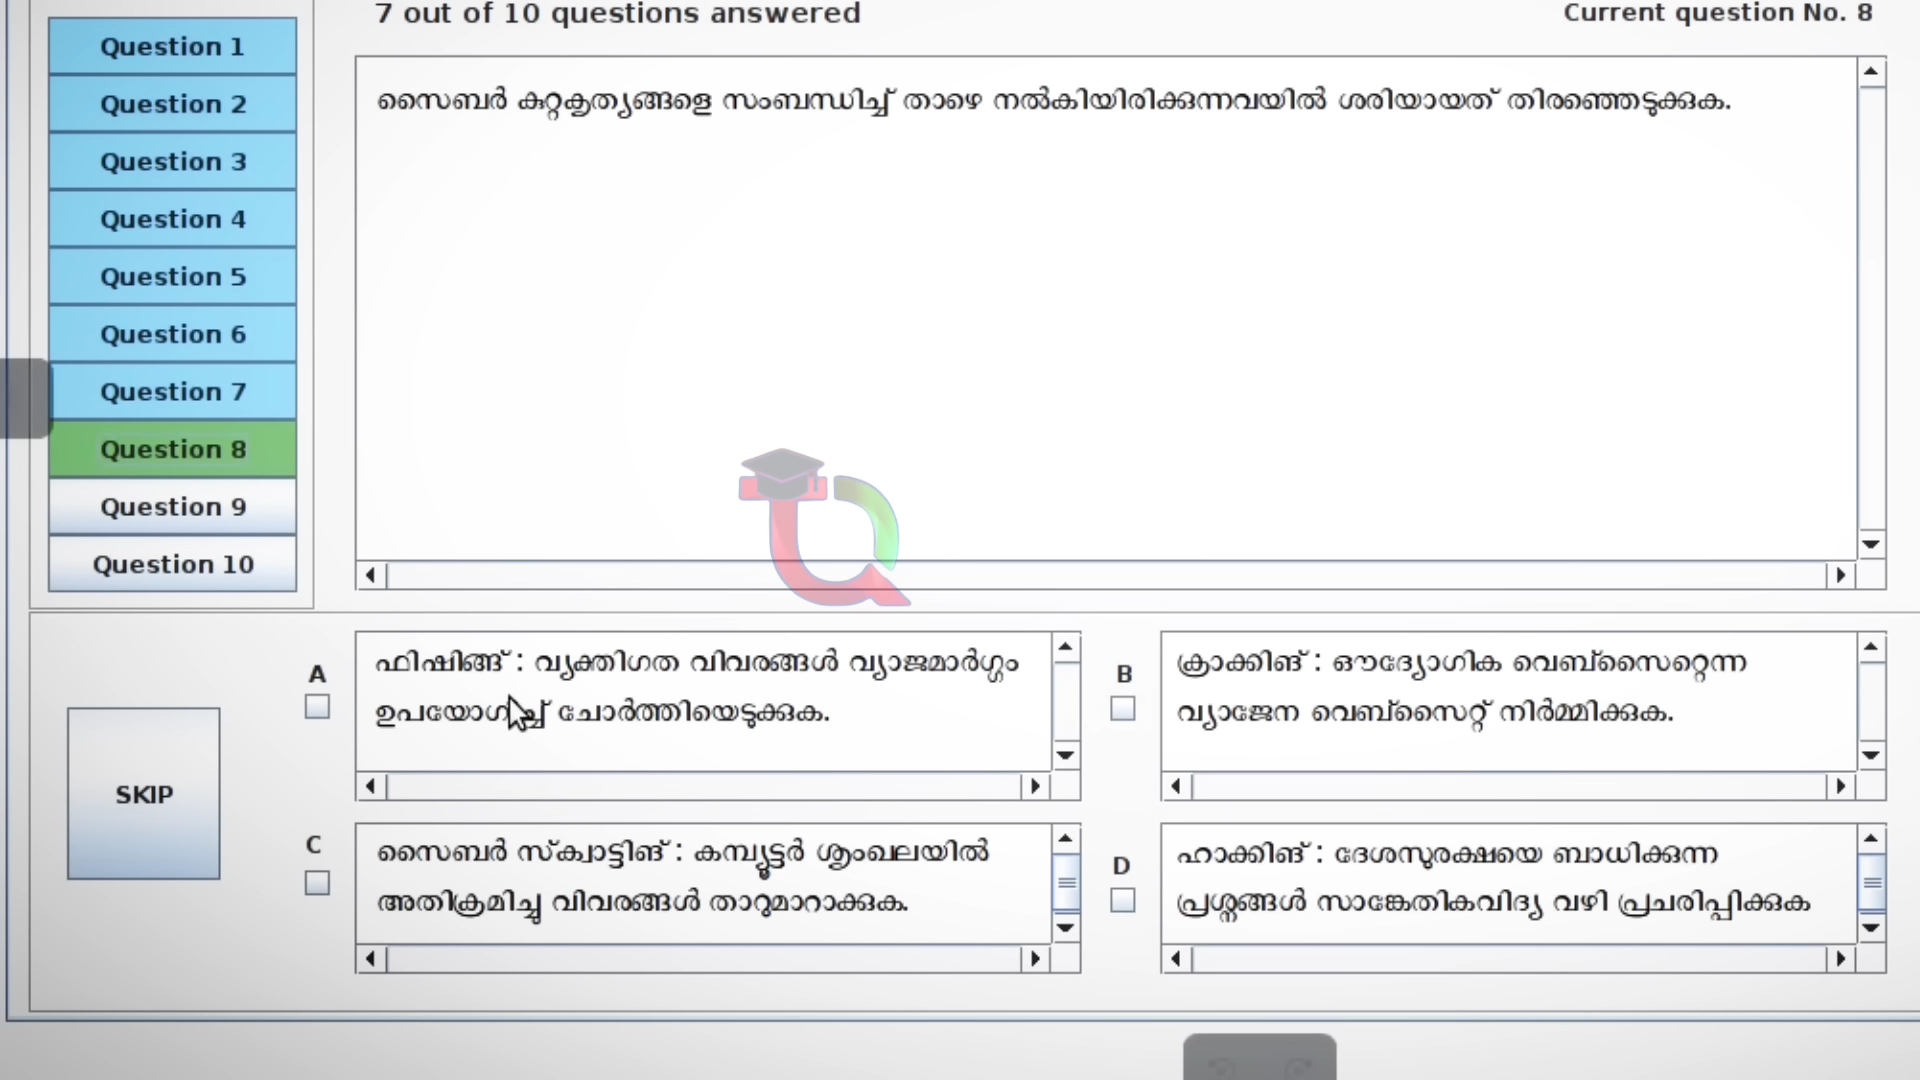 7 out of 10 questions answered
Current question No. 8
Question 1
Question 2
Question 3
Question 4
Question 5
Question 6
Question 7
Question 8
Question 9
Question 10
സൈബർ കുറ്റകൃത്യങ്ങളെ സംബന്ധിച്ച് താഴെ നൽകിയിരിക്കുന്നവയിൽ ശരിയായത് തിരഞ്ഞെടുക്കുക.
SKIP
A
ഫിഷിങ്ങ് : വ്യക്തിഗത വിവരങ്ങൾ വ്യാജമാർഗ്ഗം
ഉപയോഗിച്ച് ചോർത്തിയെടുക്കുക.
B
ക്രാക്കിങ് : ഔദ്യോഗിക വെബ്സൈറ്റെന്ന
വ്യാജേന വെബ്സൈറ്റ് നിർമ്മിക്കുക.
C
സൈബർ സ്ക്വാട്ടിങ് : കമ്പ്യൂട്ടർ ശൃംഖലയിൽ
അതിക്രമിച്ചു വിവരങ്ങൾ താറുമാറാക്കുക.
D
ഹാക്കിങ് : ദേശസുരക്ഷയെ ബാധിക്കുന്ന
പ്രശ്നങ്ങൾ സാങ്കേതികവിദ്യ വഴി പ്രചരിപ്പിക്കുക